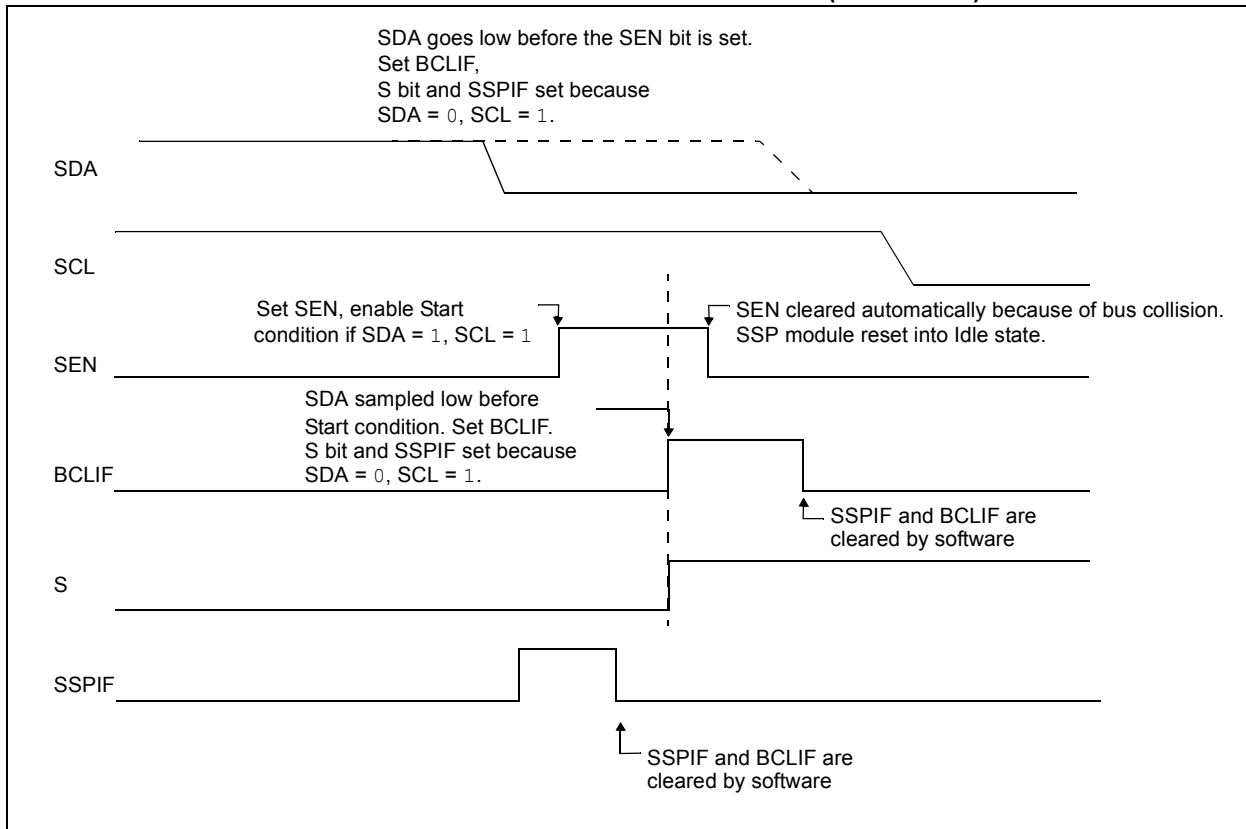 SDA goes low before the SEN bit is set.
Set BCLIF,
S bit and SSPIF set because
SDA = 0, SCL = 1.
SDA
SCL
Set SEN, enable Start
condition if SDA = 1, SCL = 1
SEN cleared automatically because of bus collision.
SSP module reset into Idle state.
SEN
SDA sampled low before
Start condition. Set BCLIF.
S bit and SSPIF set because
SDA = 0, SCL = 1.
BCLIF
SSPIF and BCLIF are
cleared by software
S
SSPIF
SSPIF and BCLIF are
cleared by software